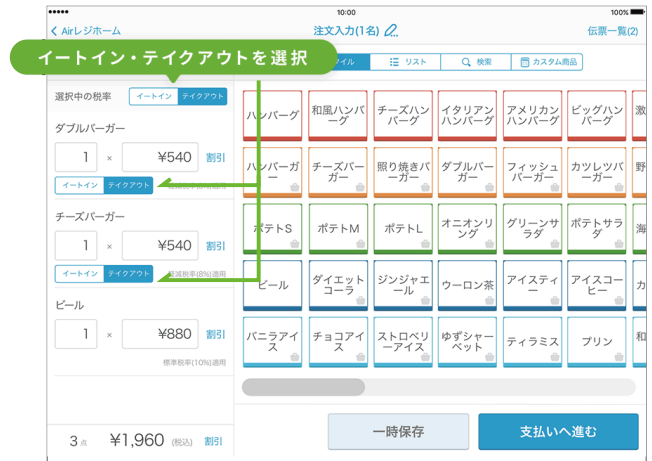 10:00
100%
Airレジホーム
注文入力(1名)
伝票一覧(2)
イートイン・テイクアウトを選択
イル
リスト
検索
カスタム商品
選択中の税率
イートイン
テイクアウト
ダブルバーガー
1 × ¥540 割引
イートイン
テイクアウト
チーズバーガー
1 × ¥540 割引
イートイン
テイクアウト
軽減税率(8%)適用
ビール
1 × ¥880 割引
標準税率(10%)適用
3点 ¥1,960 (税込) 割引
ハンバーグ
和風ハンバ
ーグ
チーズハン
バーグ
イタリアン
ハンバーグ
アメリカン
ハンバーグ
ビッグハン
バーグ
激
ハンバーガ
ー
チーズバー
ガー
照り焼きバ
ーガー
ダブルバー
ガー
フィッシュ
バーガー
カツレツバ
ーガー
野
ポテトS
ポテトM
ポテトL
オニオンリ
ング
グリーンサ
ラダ
ポテトサラ
ダ
海
ビール
ダイエット
コーラ
ジンジャエ
ール
ウーロン茶
アイスティ
ー
アイスコー
ヒー
カ
バニラアイ
ス
チョコアイ
ス
ストロベリ
ーアイス
ゆずシャー
ベット
ティラミス
プリン
和
一時保存
支払いへ進む